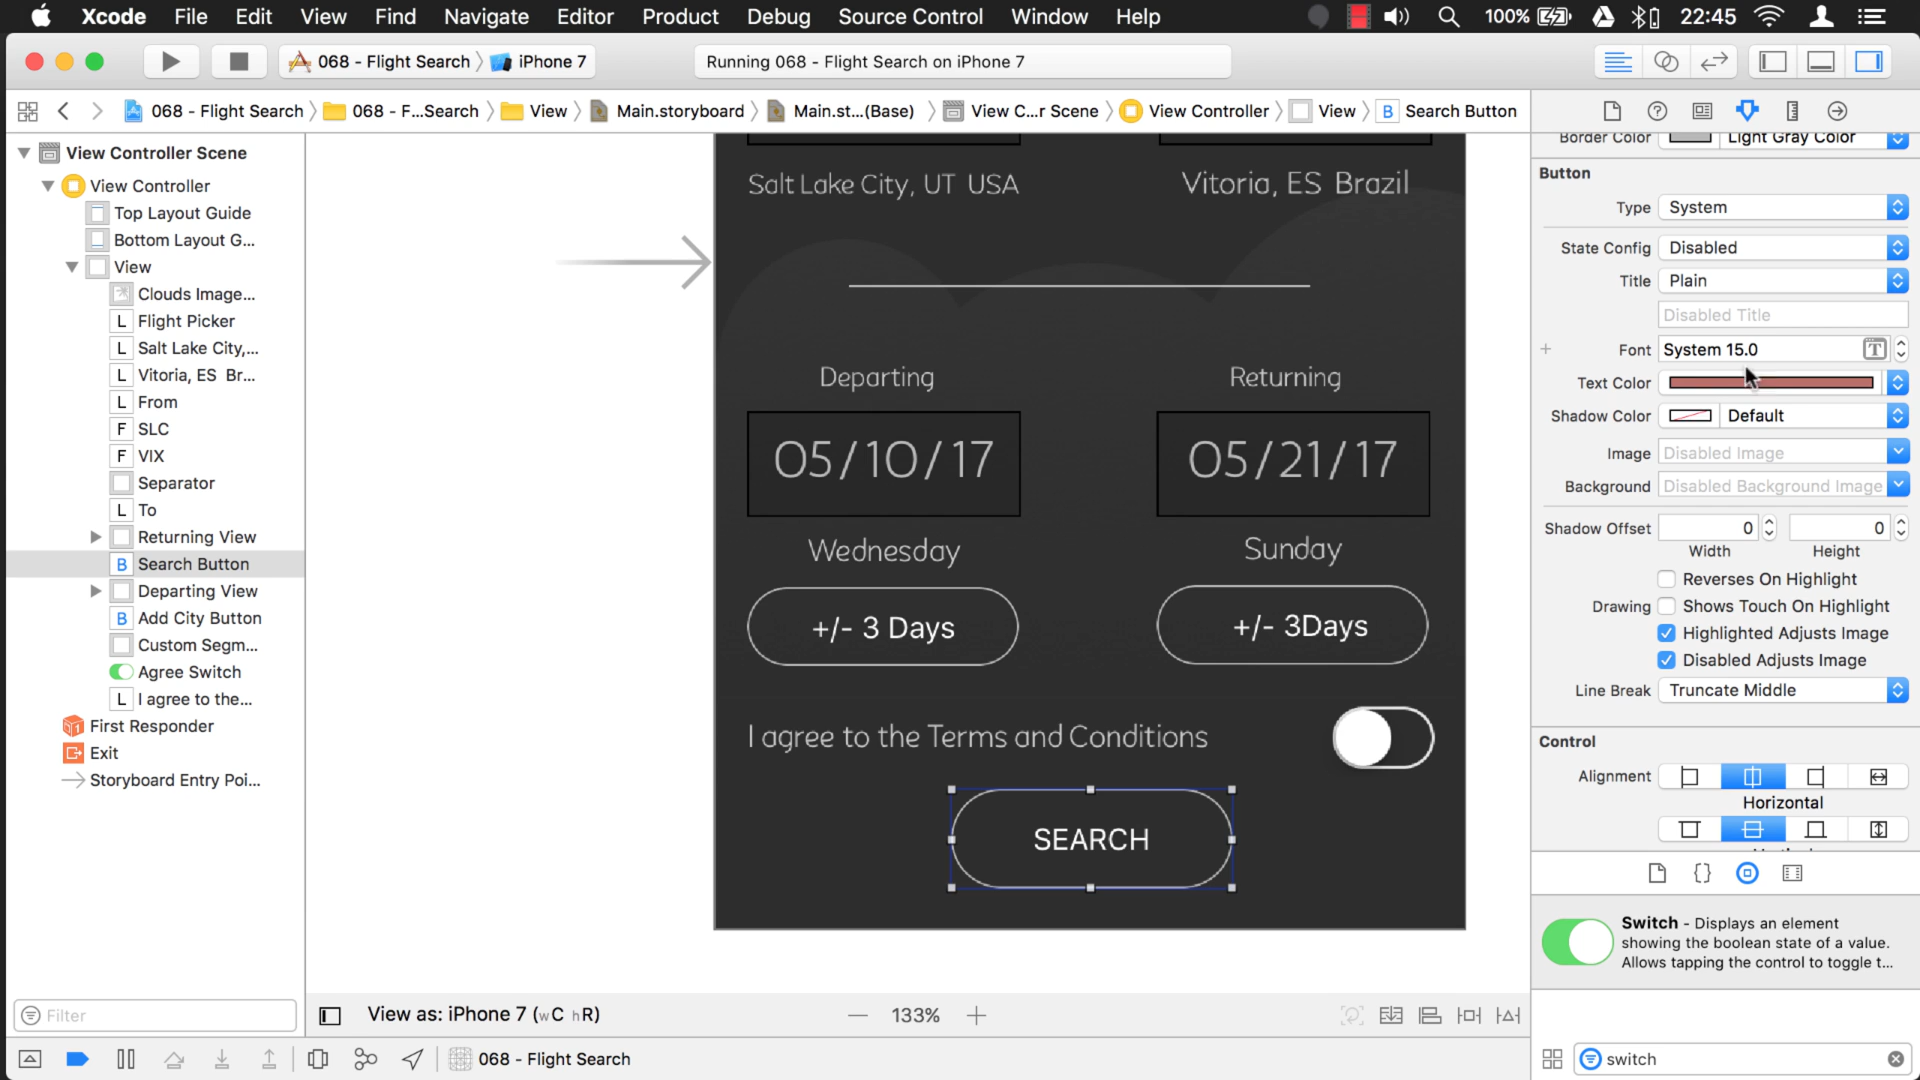 Xcode File Edit View Find Navigate Editor Product Debug Source Control Window Help 100% 22:45
068 - Flight Search iPhone 7 Running 068 - Flight Search on iPhone 7
068 - Flight Search 068 - F...Search View Main.storyboard Main.st...(Base) View C...r Scene View Controller View B Search Button
View Controller Scene
View Controller
Top Layout Guide
Bottom Layout G...
View
Clouds Image...
L Flight Picker
L Salt Lake City,...
L Vitoria, ES Br...
L From
F SLC
F VIX
Separator
L To
Returning View
B Search Button
Departing View
B Add City Button
Custom Segm...
Agree Switch
L I agree to the...
First Responder
Exit
Storyboard Entry Poi...
Filter
Salt Lake City, UT USA Vitoria, ES Brazil
Departing Returning
05/10/17 05/21/17
Wednesday Sunday
+/- 3 Days +/- 3Days
I agree to the Terms and Conditions
SEARCH
View as: iPhone 7 (wC hR) 133%
068 - Flight Search
Border Color Light Gray Color
Button
Type System
State Config Disabled
Title Plain
Disabled Title
Font System 15.0 T
Text Color
Shadow Color Default
Image Disabled Image
Background Disabled Background Image
Shadow Offset 0 0
Width Height
Reverses On Highlight
Drawing Shows Touch On Highlight
Highlighted Adjusts Image
Disabled Adjusts Image
Line Break Truncate Middle
Control
Alignment
Horizontal
Switch - Displays an element
showing the boolean state of a value.
Allows tapping the control to toggle t...
switch